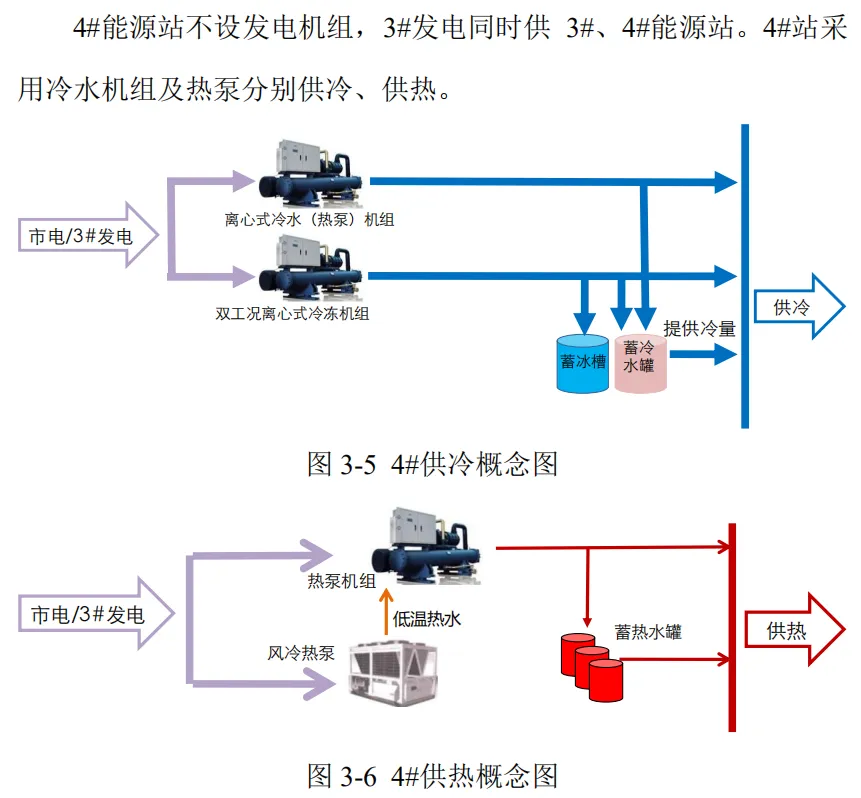 4#能源站不设发电机组，3#发电同时供 3#、4#能源站。4#站采
用冷水机组及热泵分别供冷、供热。
离心式冷水（热泵）机组
市电/3#发电
双工况离心式冷冻机组
供冷
提供冷量
蓄冰槽
蓄冷
水罐
图 3-5 4#供冷概念图
热泵机组
市电/3#发电
低温热水
蓄热水罐
供热
风冷热泵
图 3-6 4#供热概念图